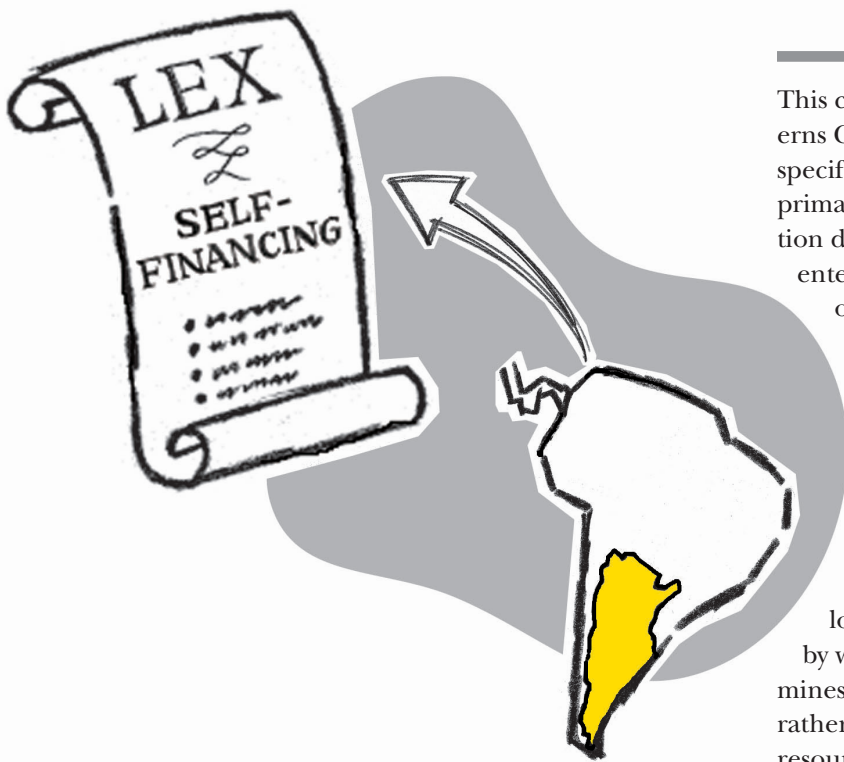 LEX
SELF-
FINANCING
This c
erns C
specif
prima
tion d
ente
o
lo
by w
mines
rather
resou